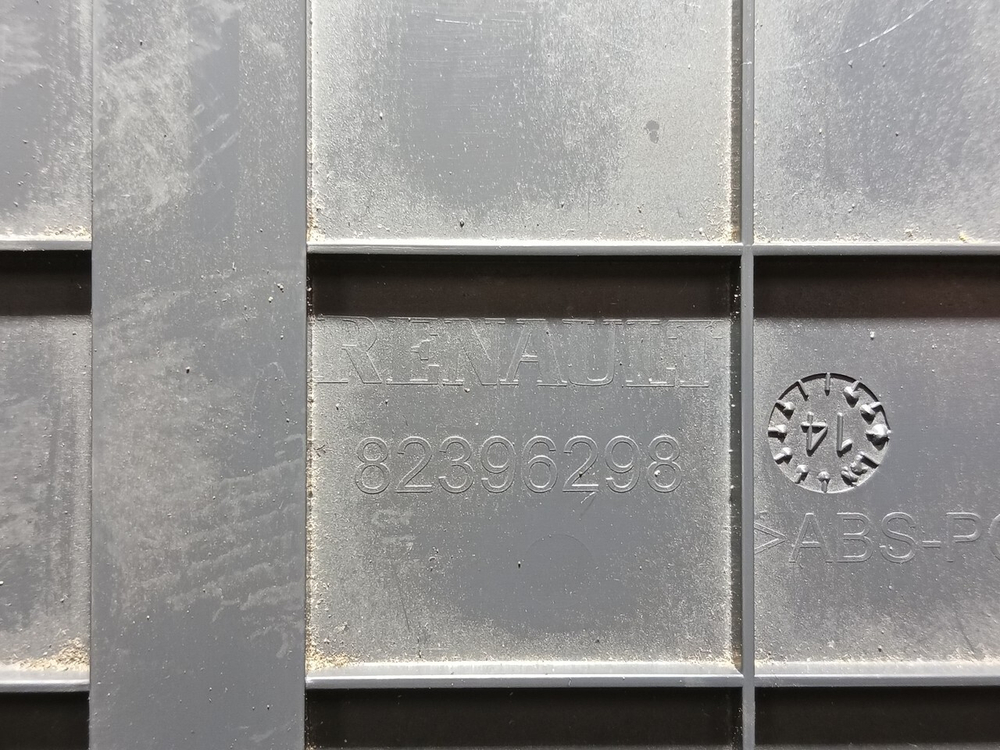 RENAULT
82396298
14
>ABS-PC